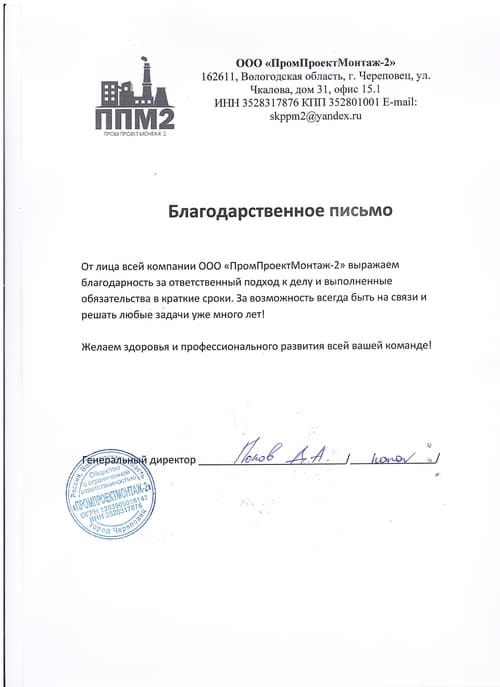 ООО «ПромПроектМонтаж-2»
162611, Вологодская область, г. Череповец, ул.
Чкалова, дом 31, офис 15.1
ИНН 3528317876 КПП 352801001 E-mail:
skppm2@yandex.ru
ППМ2
ПРОМ ПРОЕКТ МОНТАЖ 2
Благодарственное письмо
От лица всей компании ООО «ПромПроектМонтаж-2» выражаем
благодарность за ответственный подход к делу и выполненные
обязательства в краткие сроки. За возможность всегда быть на связи и
решать любые задачи уже много лет!
Желаем здоровья и профессионального развития всей вашей команде!
Генеральный директор Попов Д.А. / /
Россия, Вологодская область
Общество
с ограниченной
ответственностью
«ПРОМПРОЕКТМОНТАЖ-2»
ОГРН
ИНН 3528317876
город Череповец